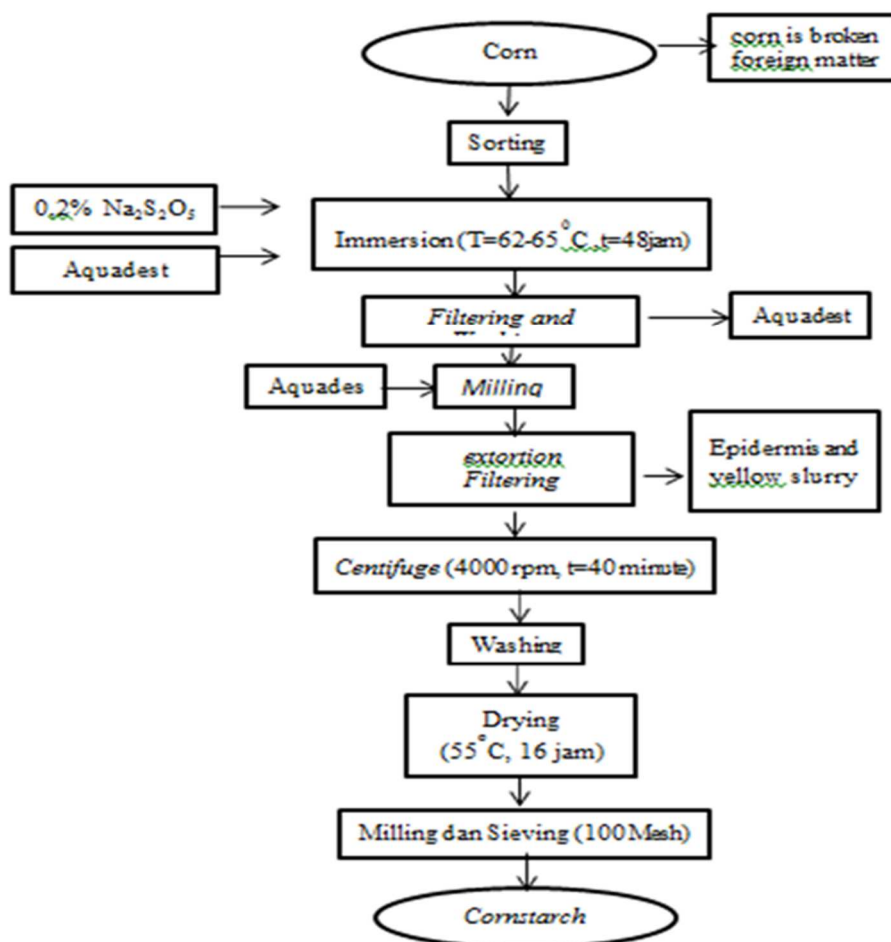 Corn
corn is broken
foreign matter
Sorting
0.2% Na₂S₂O₅
Aquadest
Immersion (T=62-65°C ,t=48jam)
Filtering and
Aquadest
Aquades
Milling
extortion
Filtering
Epidermis and
yellow slurry
Centifuge (4000 rpm, t=40 minute)
Washing
Drying
(55°C, 16 jam)
Milling dan Sieving (100 Mesh)
Cornstarch